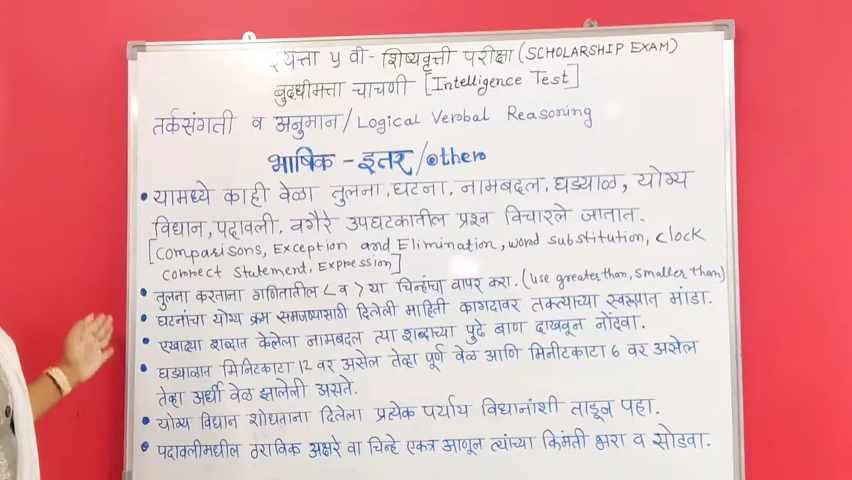 इयत्ता ५ वी - शिष्यवृत्ती परीक्षा (SCHOLARSHIP EXAM)
बुद्धीमत्ता चाचणी [Intelligence Test]
तर्कसंगती व अनुमान / Logical Verbal Reasoning
भाषिक - इतर / others
• यामध्ये काही वेळा तुलना, घटना, नामबदल, घड्याळ, योग्य
विधान, पदावली, वगैरे उपघटकातील प्रश्न विचारले जातात.
[Comparisons, Exception and Elimination, word substitution, clock
correct statement, Expression]
• तुलना करताना गणितातील < व > या चिन्हांचा वापर करा. (use greater than, smaller than)
• घटनांचा योग्य क्रम समजण्यासाठी दिलेली माहिती कागदावर तक्त्याच्या स्वरूपात मांडा.
• एखाद्या शब्दात केलेला नामबदल त्या शब्दाच्या पुढे बाण दाखवून नोंदवा.
• घड्याळात मिनिटकाटा 12 वर असेल तेव्हा पूर्ण वेळ आणि मिनीटकाटा 6 वर असेल
तेव्हा अर्धी वेळ झालेली असते.
• योग्य विधान शोधताना दिलेला प्रत्येक पर्याय विधानांशी ताडून पहा.
• पदावलीमधील ठराविक अक्षरे वा चिन्हे एकत्र आणून त्यांच्या किमंती भरा व सोडवा.